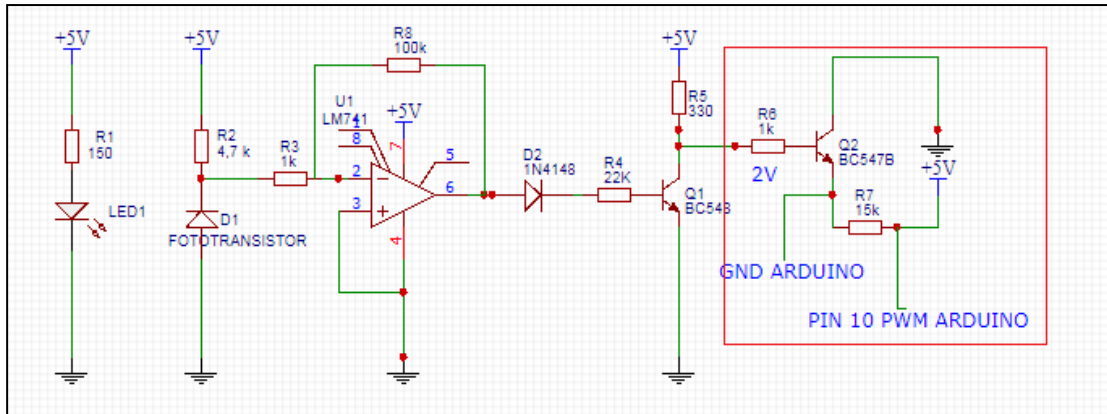 +5V
R1
150
LED1
+5V
R2
4,7 k
D1
FOTOTRANSISTOR
R3
1k
R8
100k
U1
LM741
+5V
1
8
7
5
2
3
6
4
D2
1N4148
R4
22K
+5V
R5
330
Q1
BC548
R6
1k
2V
Q2
BC547B
+5V
R7
15k
GND ARDUINO
PIN 10 PWM ARDUINO